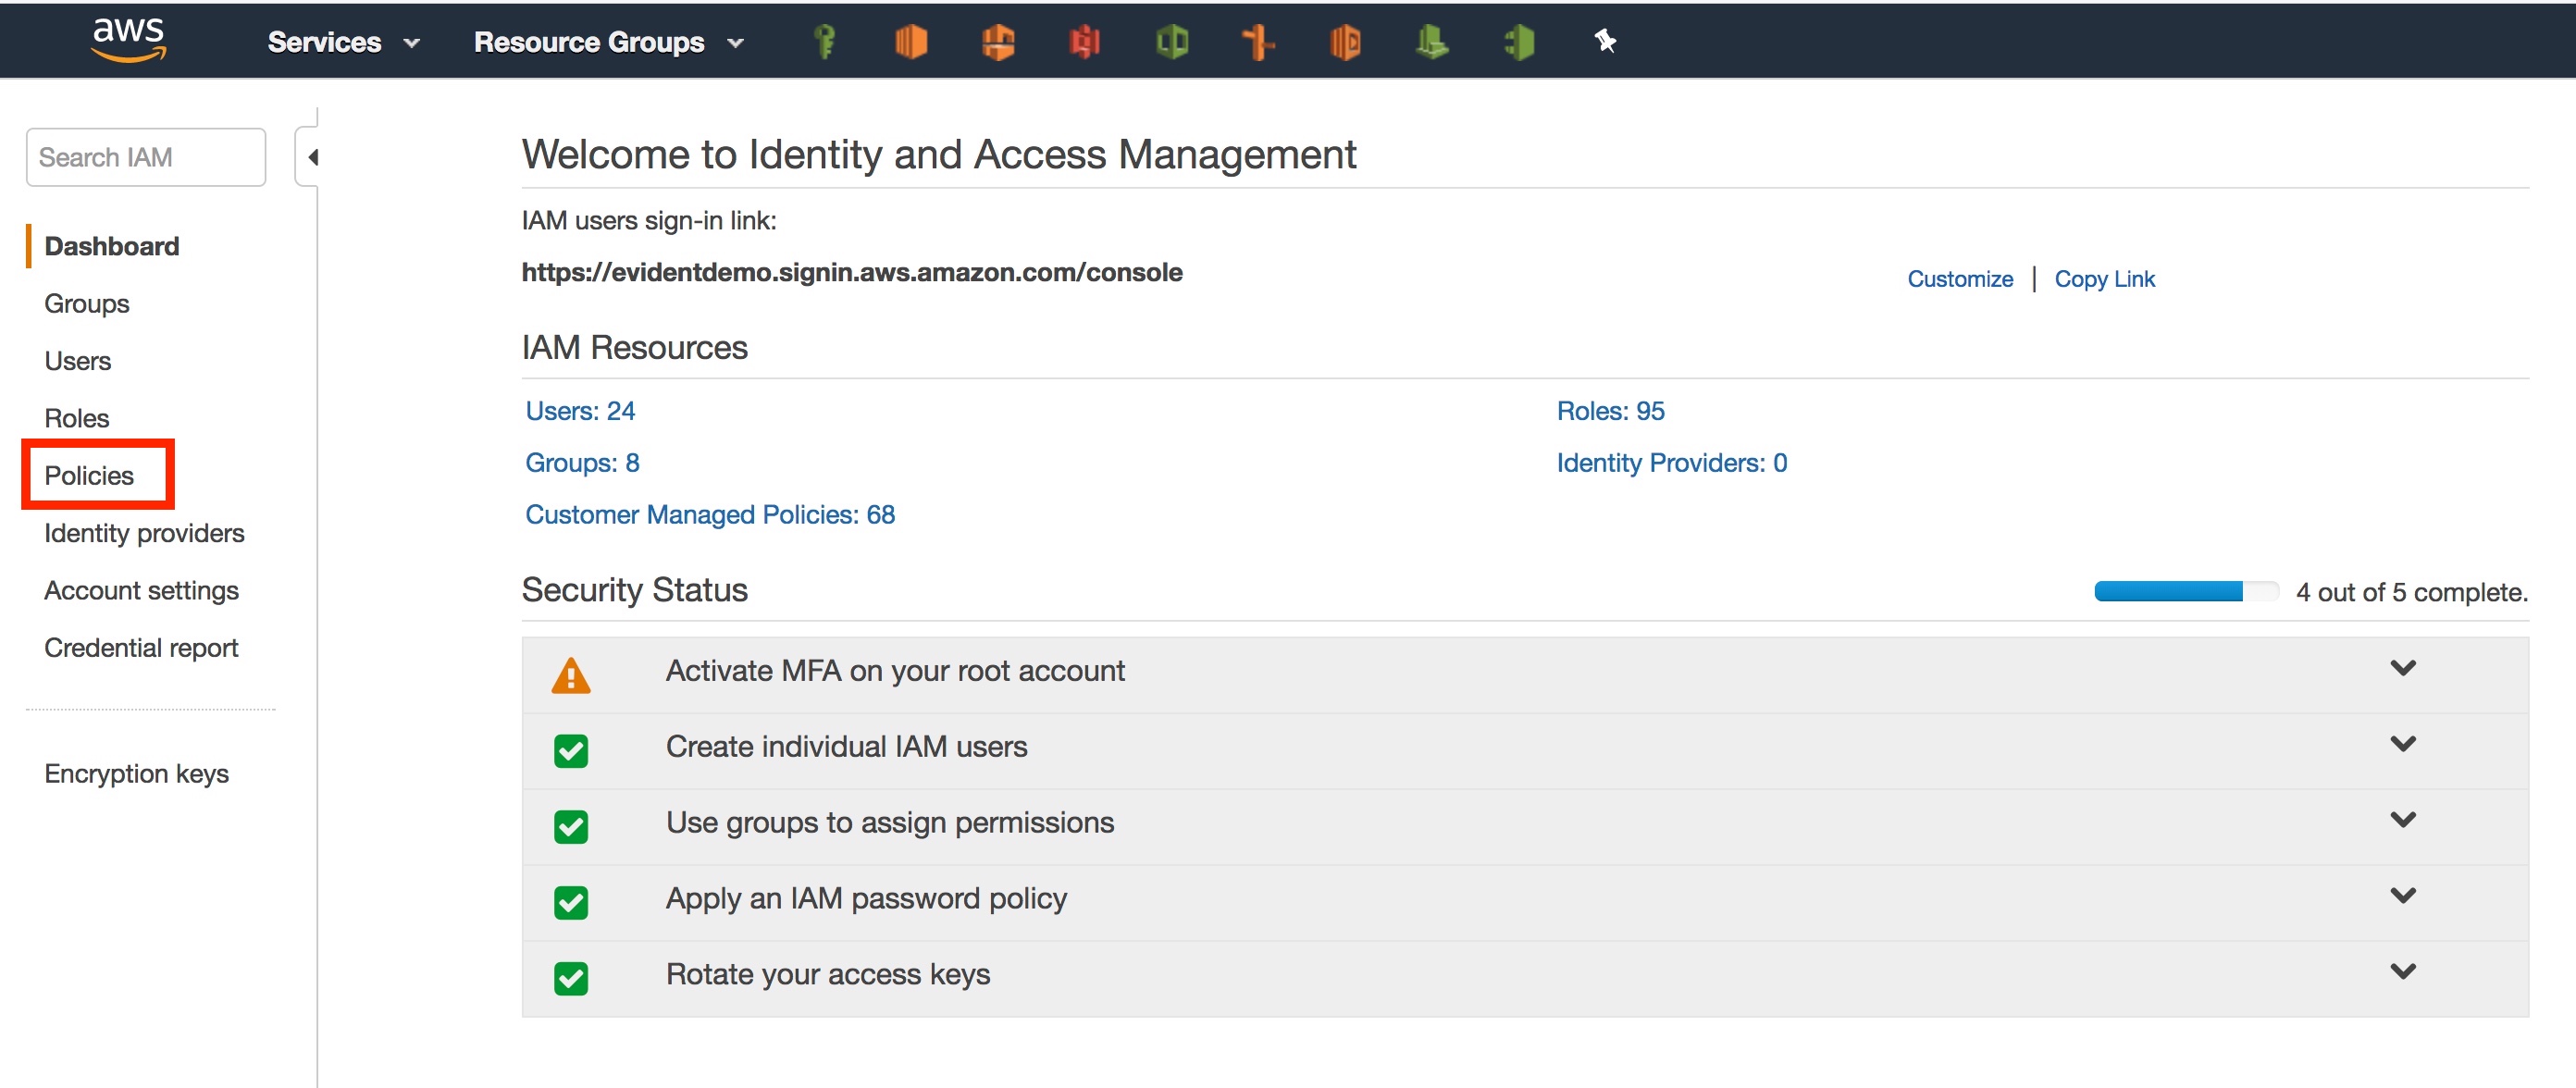 aws
Services
Resource Groups
Search IAM
Dashboard
Groups
Users
Roles
Policies
Identity providers
Account settings
Credential report
Encryption keys
Welcome to Identity and Access Management
IAM users sign-in link:
https://evidentdemo.signin.aws.amazon.com/console
Customize | Copy Link
IAM Resources
Users: 24
Roles: 95
Groups: 8
Identity Providers: 0
Customer Managed Policies: 68
Security Status
4 out of 5 complete.
Activate MFA on your root account
Create individual IAM users
Use groups to assign permissions
Apply an IAM password policy
Rotate your access keys